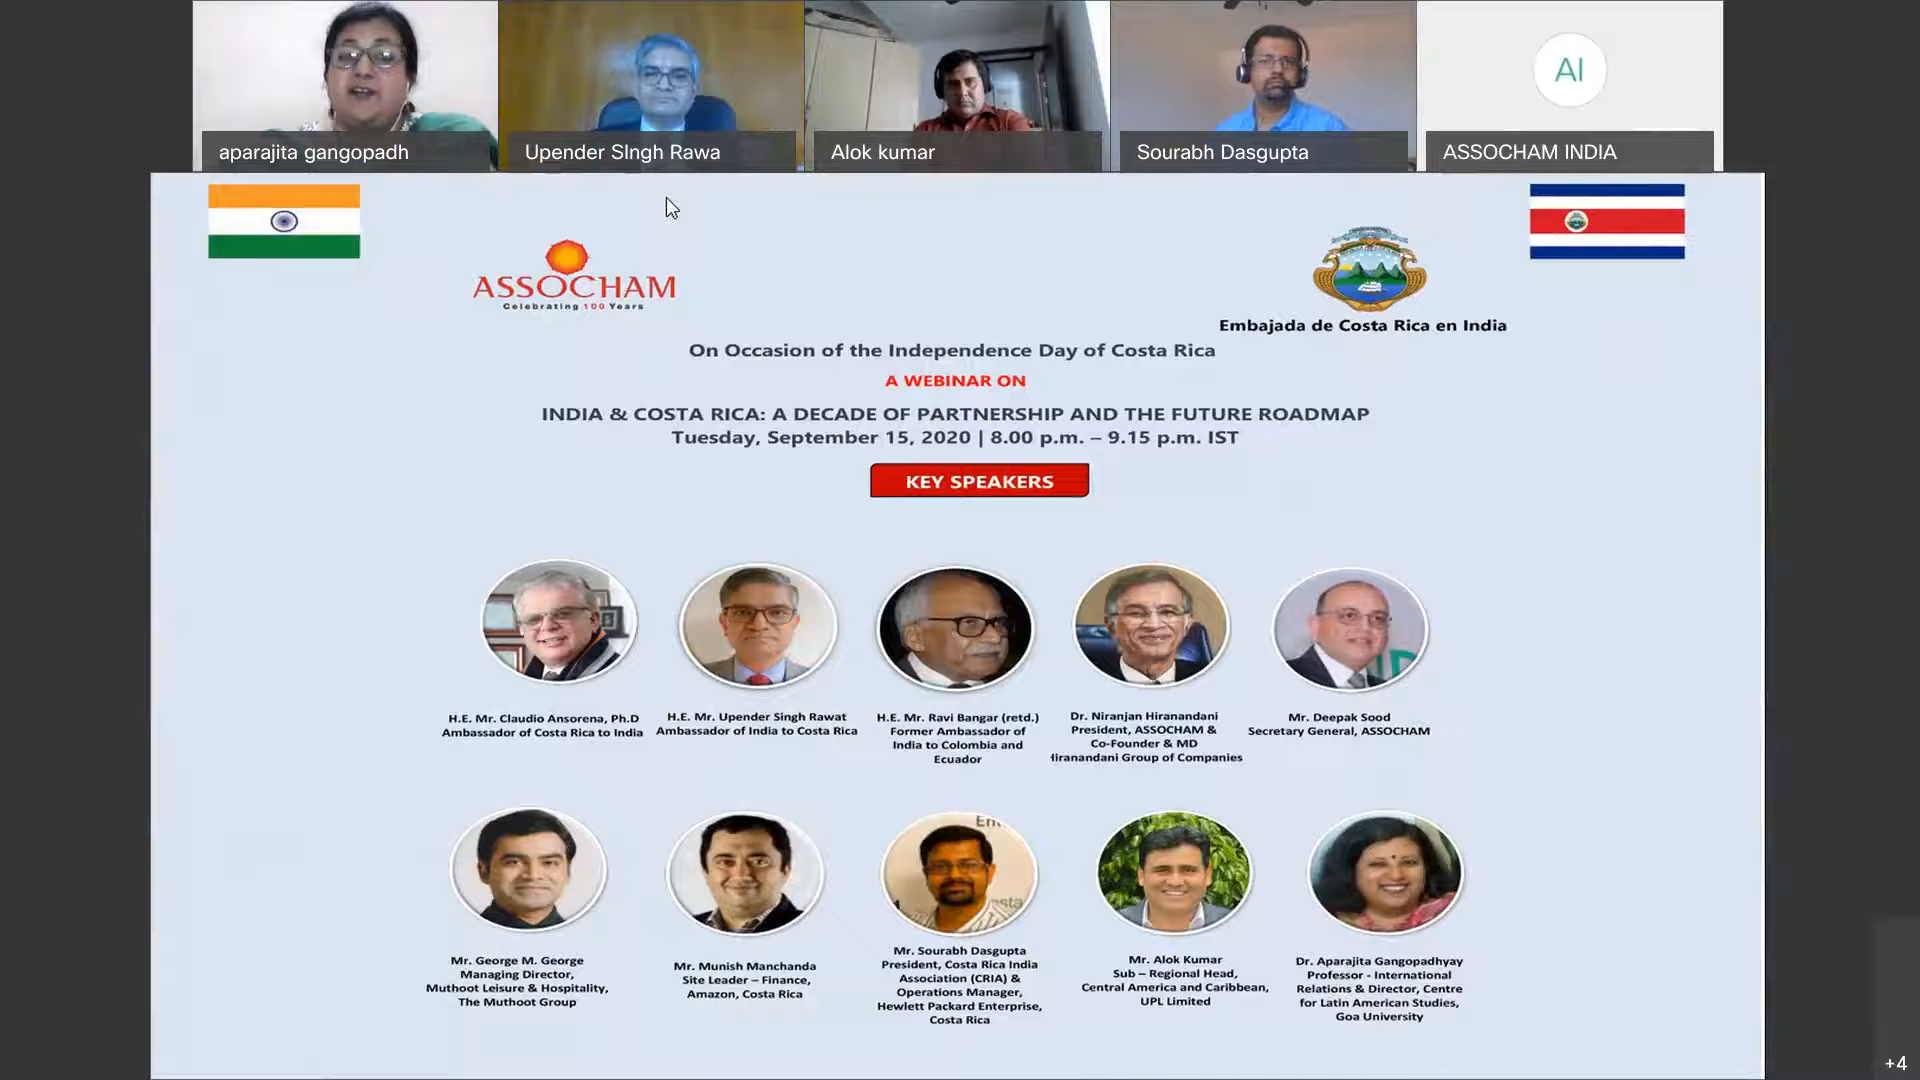 aparajita gangopadh
Upender SIngh Rawa
Alok kumar
Sourabh Dasgupta
AI
ASSOCHAM INDIA
ASSOCHAM
Celebrating 100 Years
Embajada de Costa Rica en India
On Occasion of the Independence Day of Costa Rica
A WEBINAR ON
INDIA & COSTA RICA: A DECADE OF PARTNERSHIP AND THE FUTURE ROADMAP
Tuesday, September 15, 2020 | 8.00 p.m. – 9.15 p.m. IST
KEY SPEAKERS
H.E. Mr. Claudio Ansorena, Ph.D
Ambassador of Costa Rica to India
H.E. Mr. Upender Singh Rawat
Ambassador of India to Costa Rica
H.E. Mr. Ravi Bangar (retd.)
Former Ambassador of
India to Colombia and
Ecuador
Dr. Niranjan Hiranandani
President, ASSOCHAM &
Co-Founder & MD
Hiranandani Group of Companies
Mr. Deepak Sood
Secretary General, ASSOCHAM
Mr. George M. George
Managing Director,
Muthoot Leisure & Hospitality,
The Muthoot Group
Mr. Munish Manchanda
Site Leader – Finance,
Amazon, Costa Rica
Mr. Sourabh Dasgupta
President, Costa Rica India
Association (CRIA) &
Operations Manager,
Hewlett Packard Enterprise,
Costa Rica
Mr. Alok Kumar
Sub – Regional Head,
Central America and Caribbean,
UPL Limited
Dr. Aparajita Gangopadhyay
Professor - International
Relations & Director, Centre
for Latin American Studies,
Goa University
+4